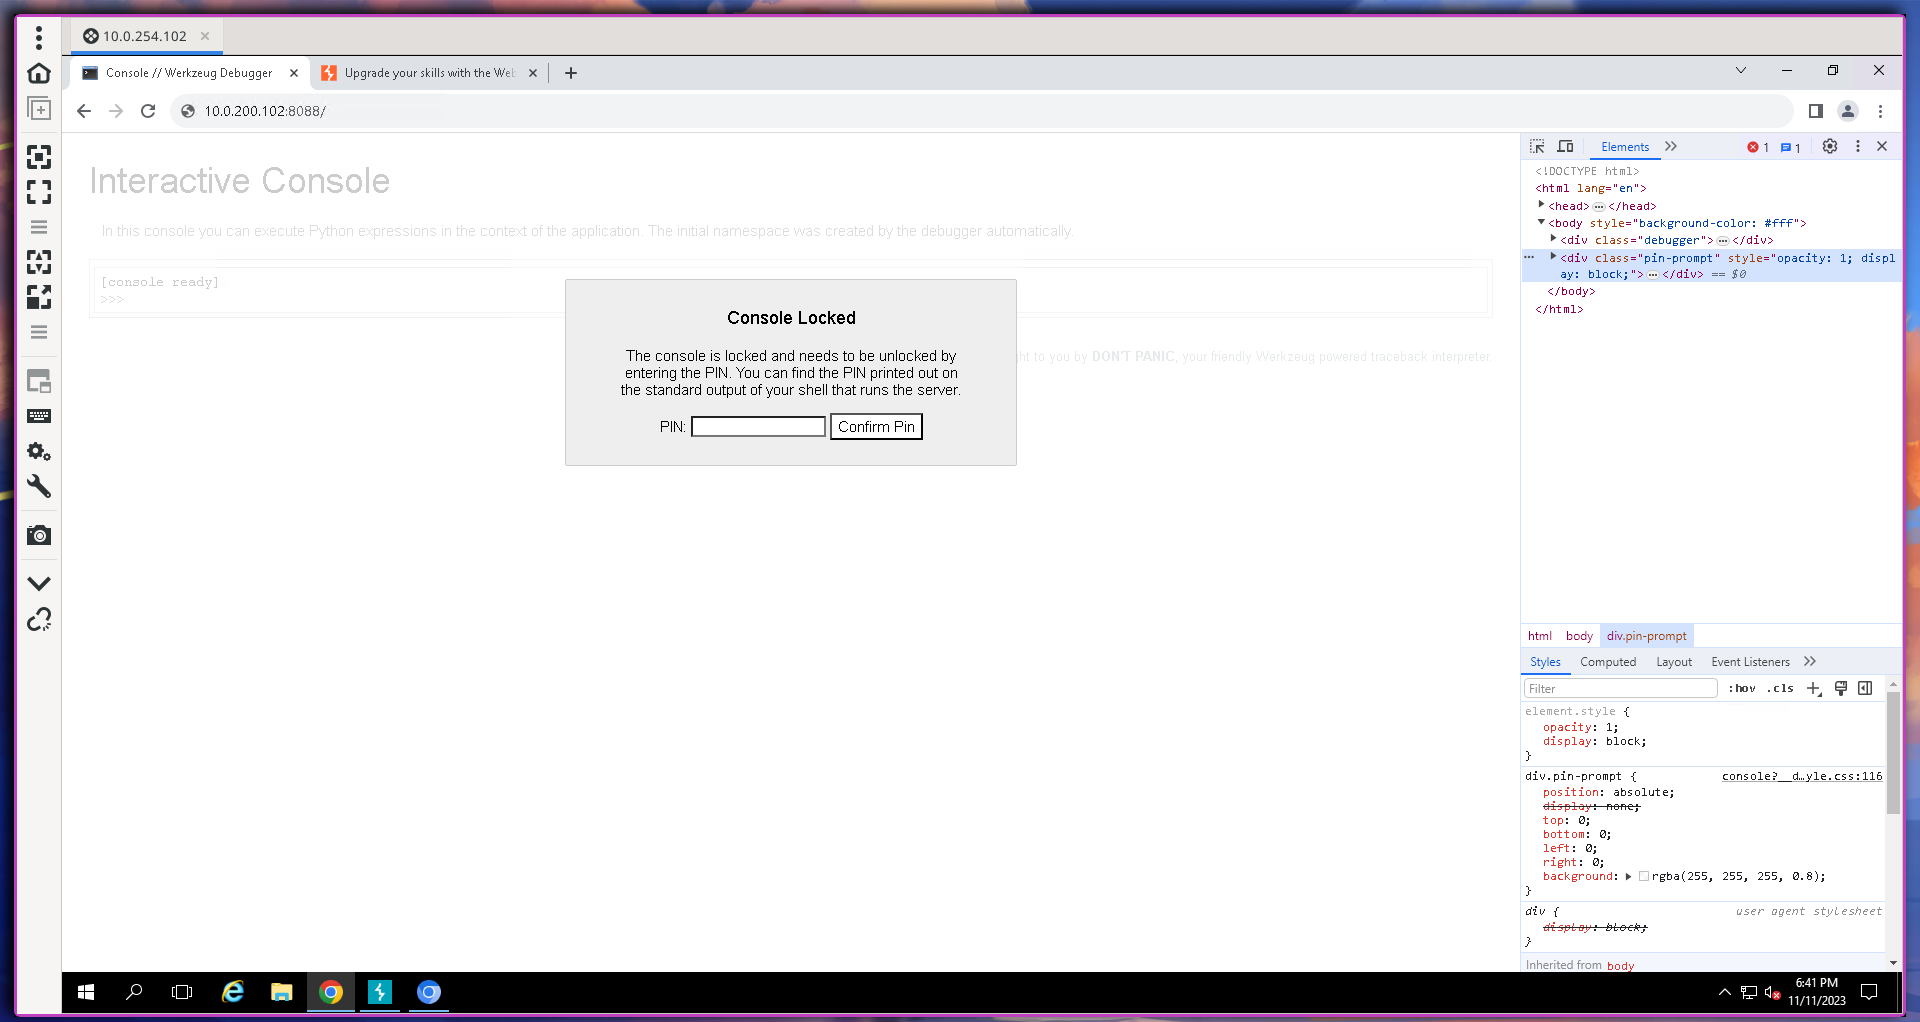 10.0.254.102
Console // Werkzeug Debugger
Upgrade your skills with the Web
10.0.200.102:8088/
Interactive Console
In this console you can execute Python expressions in the context of the application. The initial namespace was created by the debugger automatically.
[console ready]
>>>
Console Locked
The console is locked and needs to be unlocked by
entering the PIN. You can find the PIN printed out on
the standard output of your shell that runs the server.
PIN:
Confirm Pin
ght to you by DON'T PANIC, your friendly Werkzeug powered traceback interpreter.
Elements
1
1
<!DOCTYPE html>
<html lang="en">
<head>…</head>
<body style="background-color: #fff">
<div class="debugger">…</div>
<div class="pin-prompt" style="opacity: 1; displ
ay: block;">…</div> == $0
</body>
</html>
html body div.pin-prompt
Styles Computed Layout Event Listeners
Filter
:hov .cls
element.style {
opacity: 1;
display: block;
}
div.pin-prompt {
console?__d…yle.css:116
position: absolute;
display: none;
top: 0;
bottom: 0;
left: 0;
right: 0;
background: rgba(255, 255, 255, 0.8);
}
div {
user agent stylesheet
display: block;
}
Inherited from body
6:41 PM
11/11/2023